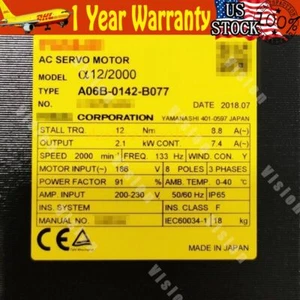 1 Year Warranty
US STOCK
AC SERVO MOTOR
MODEL α12/2000
TYPE A06B-0142-B077
NO.
DATE 2018.07
CORPORATION YAMANASHI 401-0597 JAPAN
STALL TRQ 12 Nm 8.8 A(~)
OUTPUT 2.1 kW CONT. 7.4 A(~)
SPEED 2000 min⁻¹ FREQ. 133 Hz WIND. CON. Y
MOTOR INPUT(~) 166 V 8 POLES 3 PHASES
POWER FACTOR 91 % AMB. TEMP. 0-40 ℃
AMP INPUT 200-230 V 50/60 Hz IP65
INS. SYSTEM INS. CLASS F
MANUAL NO. IEC60034-1 18 kg
MADE IN JAPAN